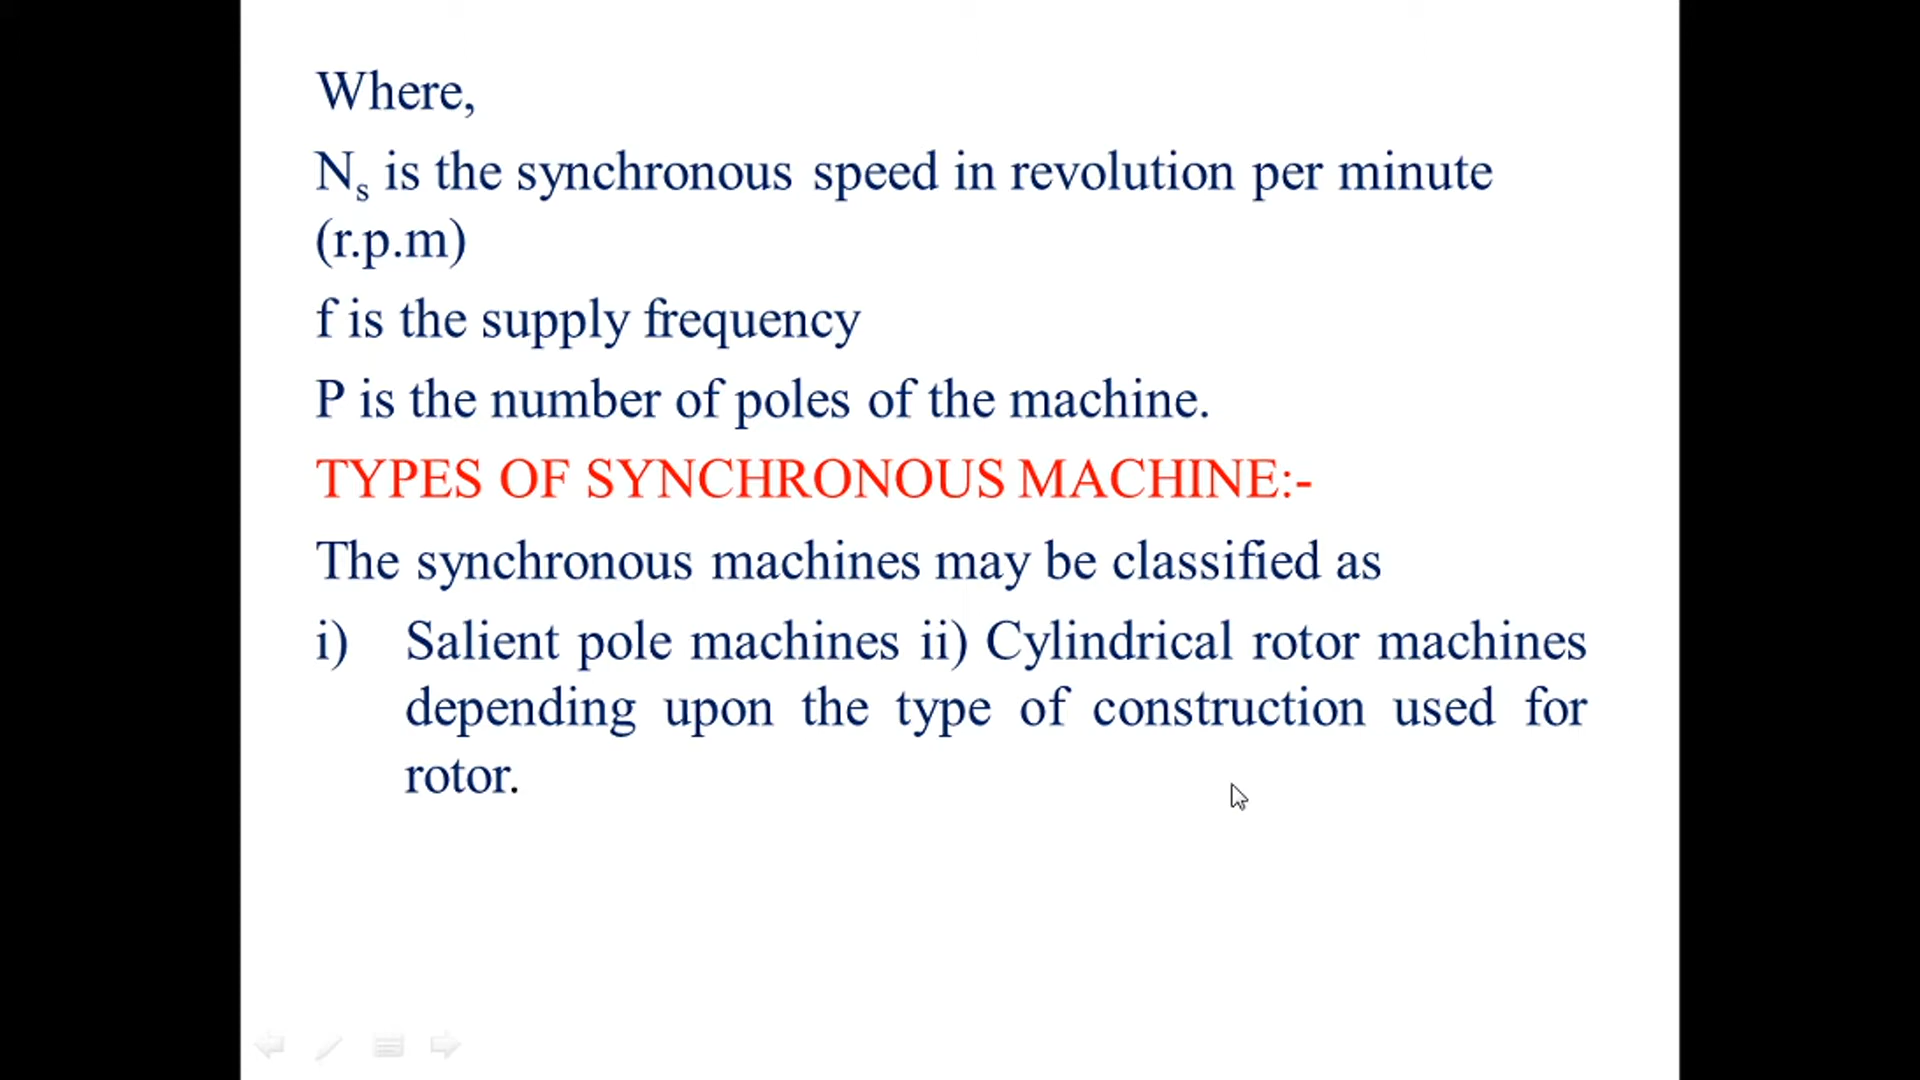 Where,
Ns is the synchronous speed in revolution per minute
(r.p.m)
f is the supply frequency
P is the number of poles of the machine.
TYPES OF SYNCHRONOUS MACHINE:-
The synchronous machines may be classified as
i) Salient pole machines ii) Cylindrical rotor machines
depending upon the type of construction used for
rotor.